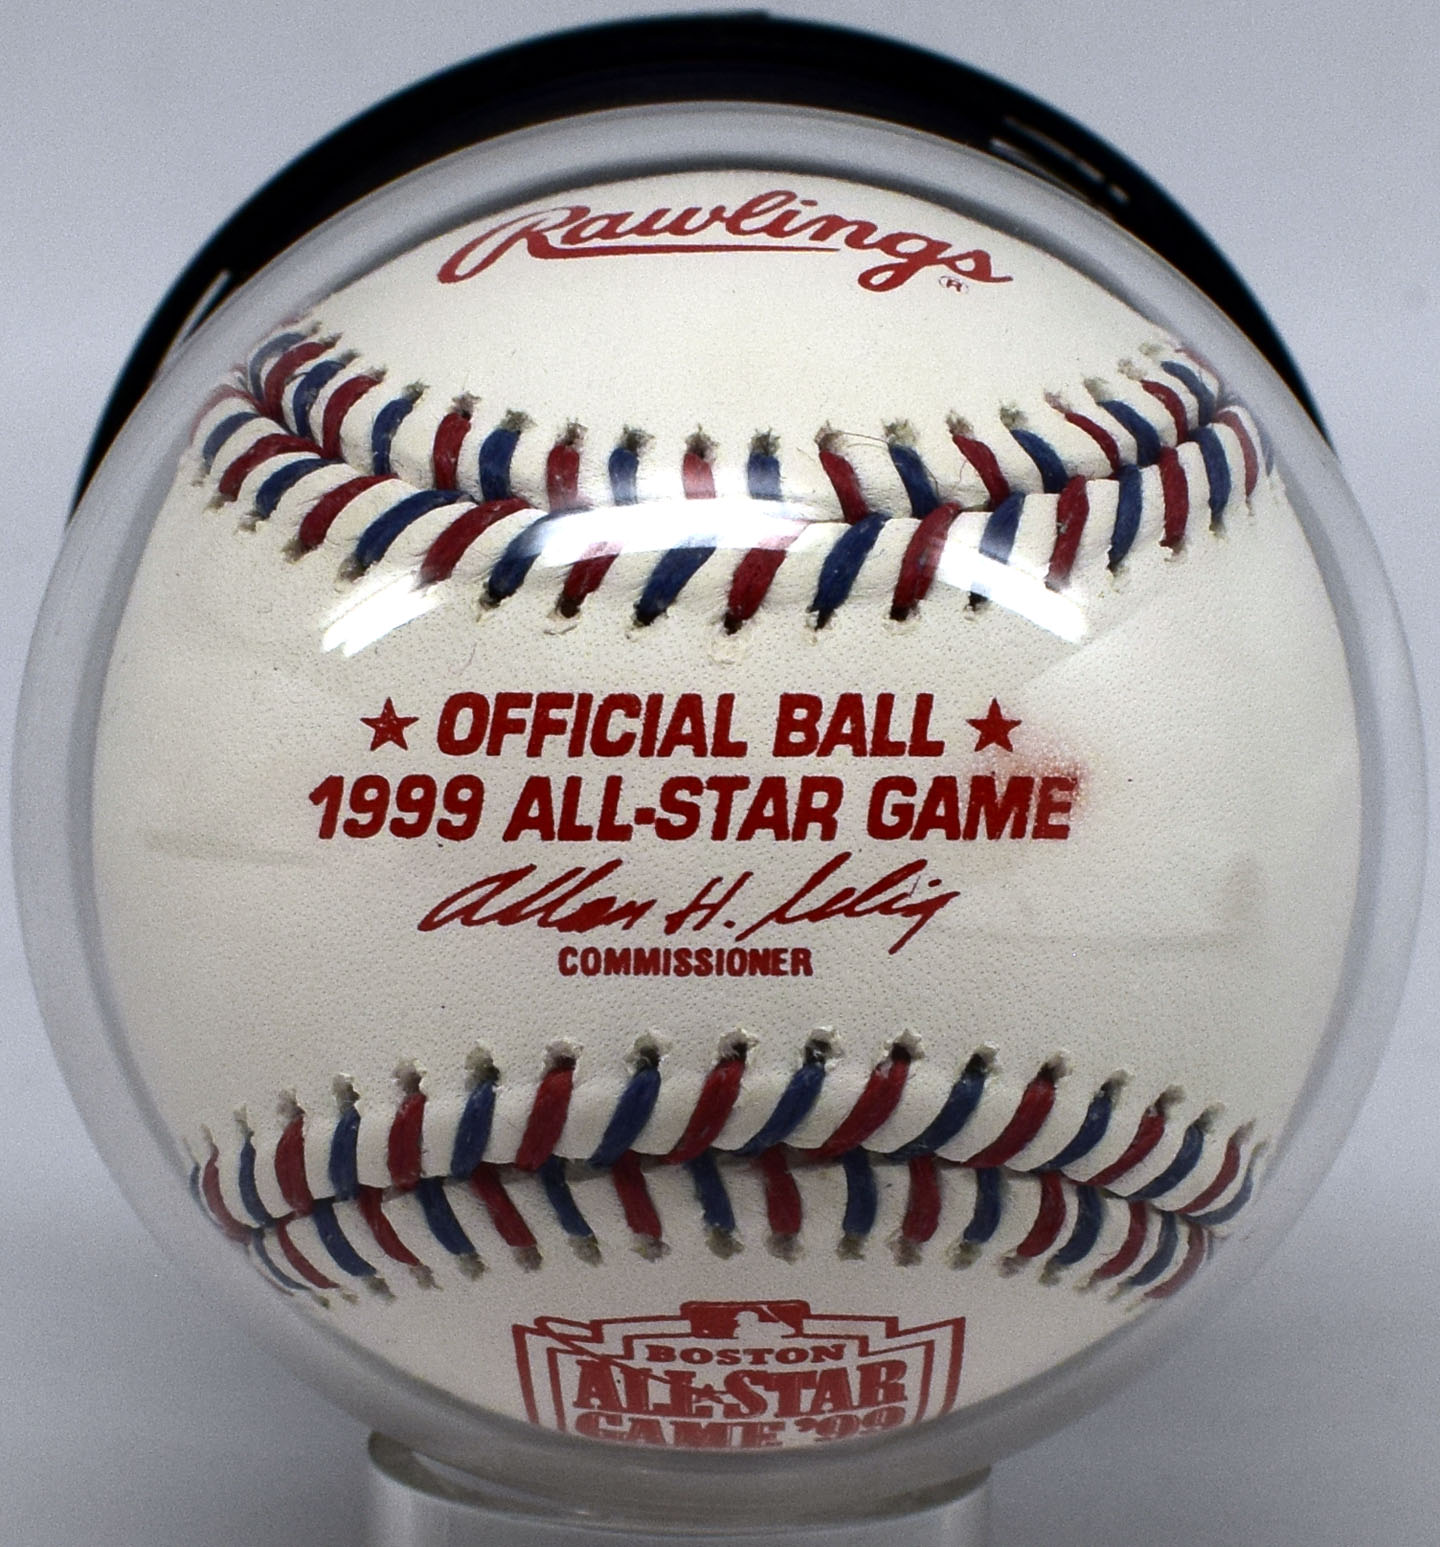 Rawlings ®
★ OFFICIAL BALL ★
1999 ALL-STAR GAME
Allan H. Selig
COMMISSIONER
BOSTON
ALL-STAR
GAME '99